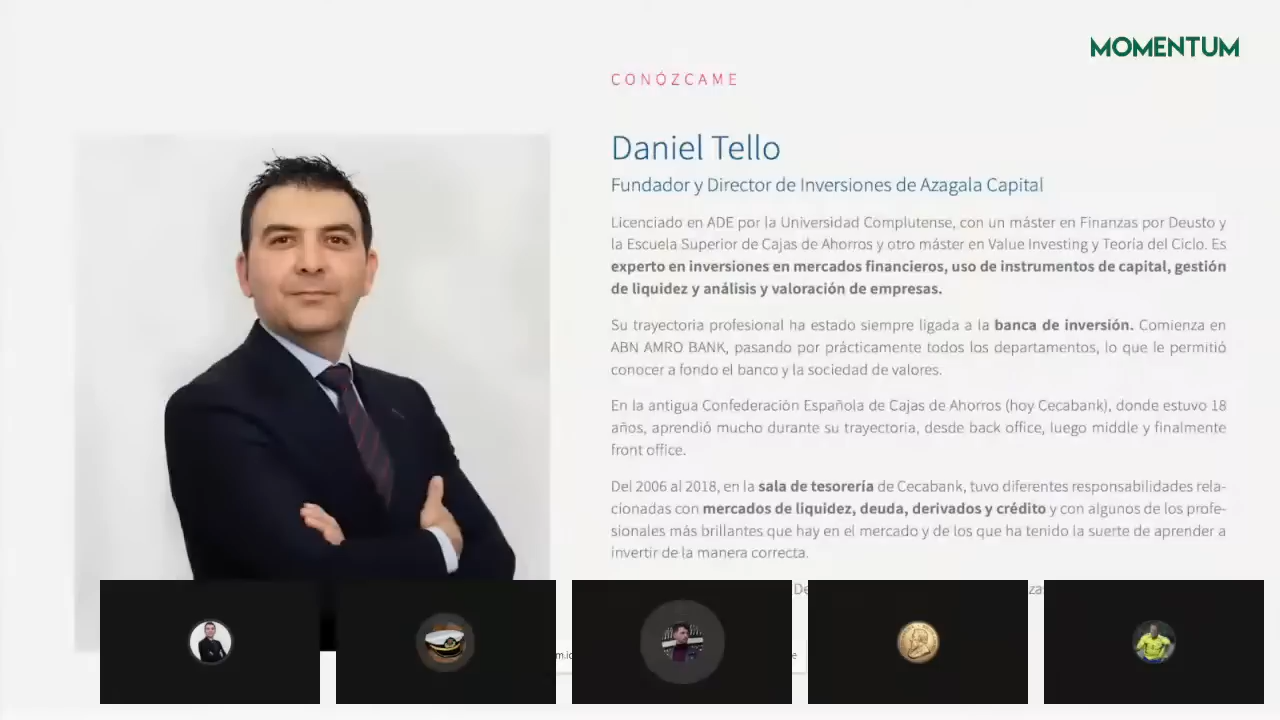 MOMENTUM
CONÓZCAME
Daniel Tello
Fundador y Director de Inversiones de Azagala Capital
Licenciado en ADE por la Universidad Complutense, con un máster en Finanzas por Deusto y
la Escuela Superior de Cajas de Ahorros y otro máster en Value Investing y Teoría del Ciclo. Es
experto en inversiones en mercados financieros, uso de instrumentos de capital, gestión
de liquidez y análisis y valoración de empresas.
Su trayectoria profesional ha estado siempre ligada a la banca de inversión. Comienza en
ABN AMRO BANK, pasando por prácticamente todos los departamentos, lo que le permitió
conocer a fondo el banco y la sociedad de valores.
En la antigua Confederación Española de Cajas de Ahorros (hoy Cecabank), donde estuvo 18
años, aprendió mucho durante su trayectoria, desde back office, luego middle y finalmente
front office.
Del 2006 al 2018, en la sala de tesorería de Cecabank, tuvo diferentes responsabilidades rela-
cionadas con mercados de liquidez, deuda, derivados y crédito y con algunos de los profe-
sionales más brillantes que hay en el mercado y de los que ha tenido la suerte de aprender a
invertir de la manera correcta.